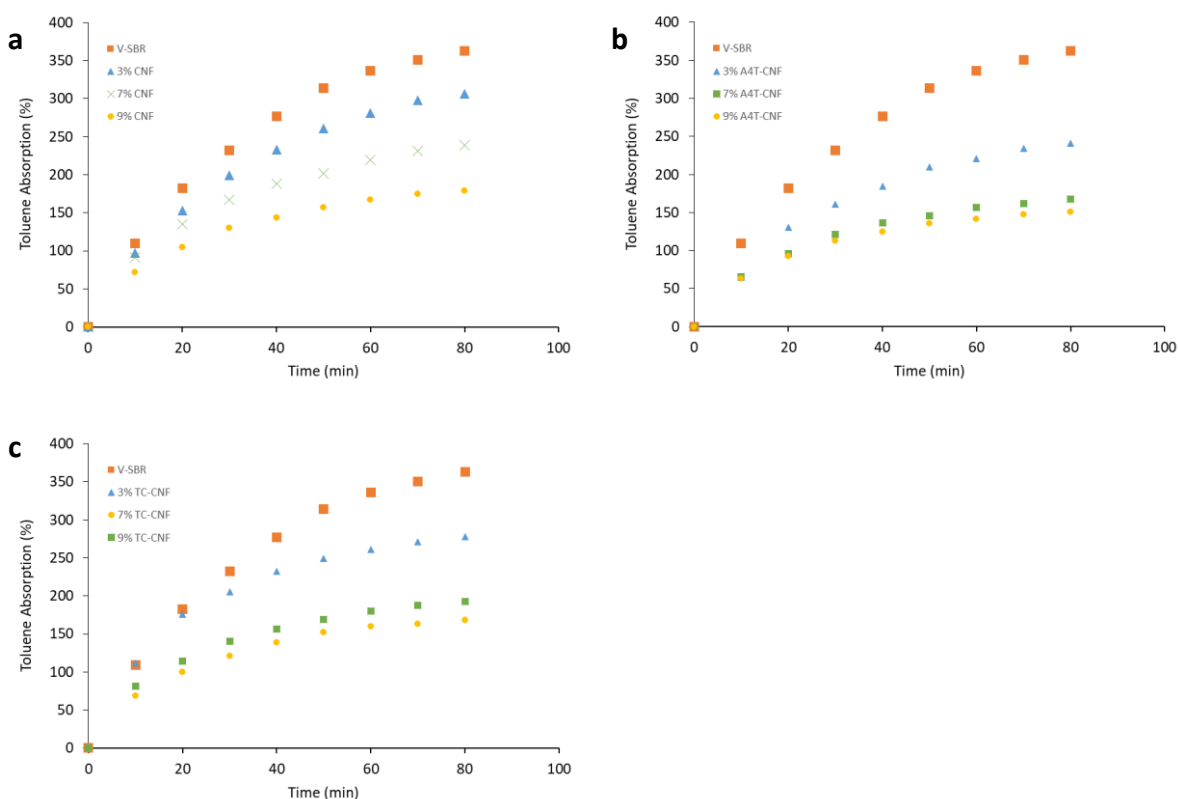 a
400
350
300
250
200
150
100
50
0
Toluene Absorption (%)
V-SBR
3% CNF
7% CNF
9% CNF
0 20 40 60 80 100
Time (min)
b
400
350
300
250
200
150
100
50
0
Toluene Absorption (%)
V-SBR
3% A4T-CNF
7% A4T-CNF
9% A4T-CNF
0 20 40 60 80 100
Time (min)
c
400
350
300
250
200
150
100
50
0
Toluene Absorption (%)
V-SBR
3% TC-CNF
7% TC-CNF
9% TC-CNF
0 20 40 60 80 100
Time (min)